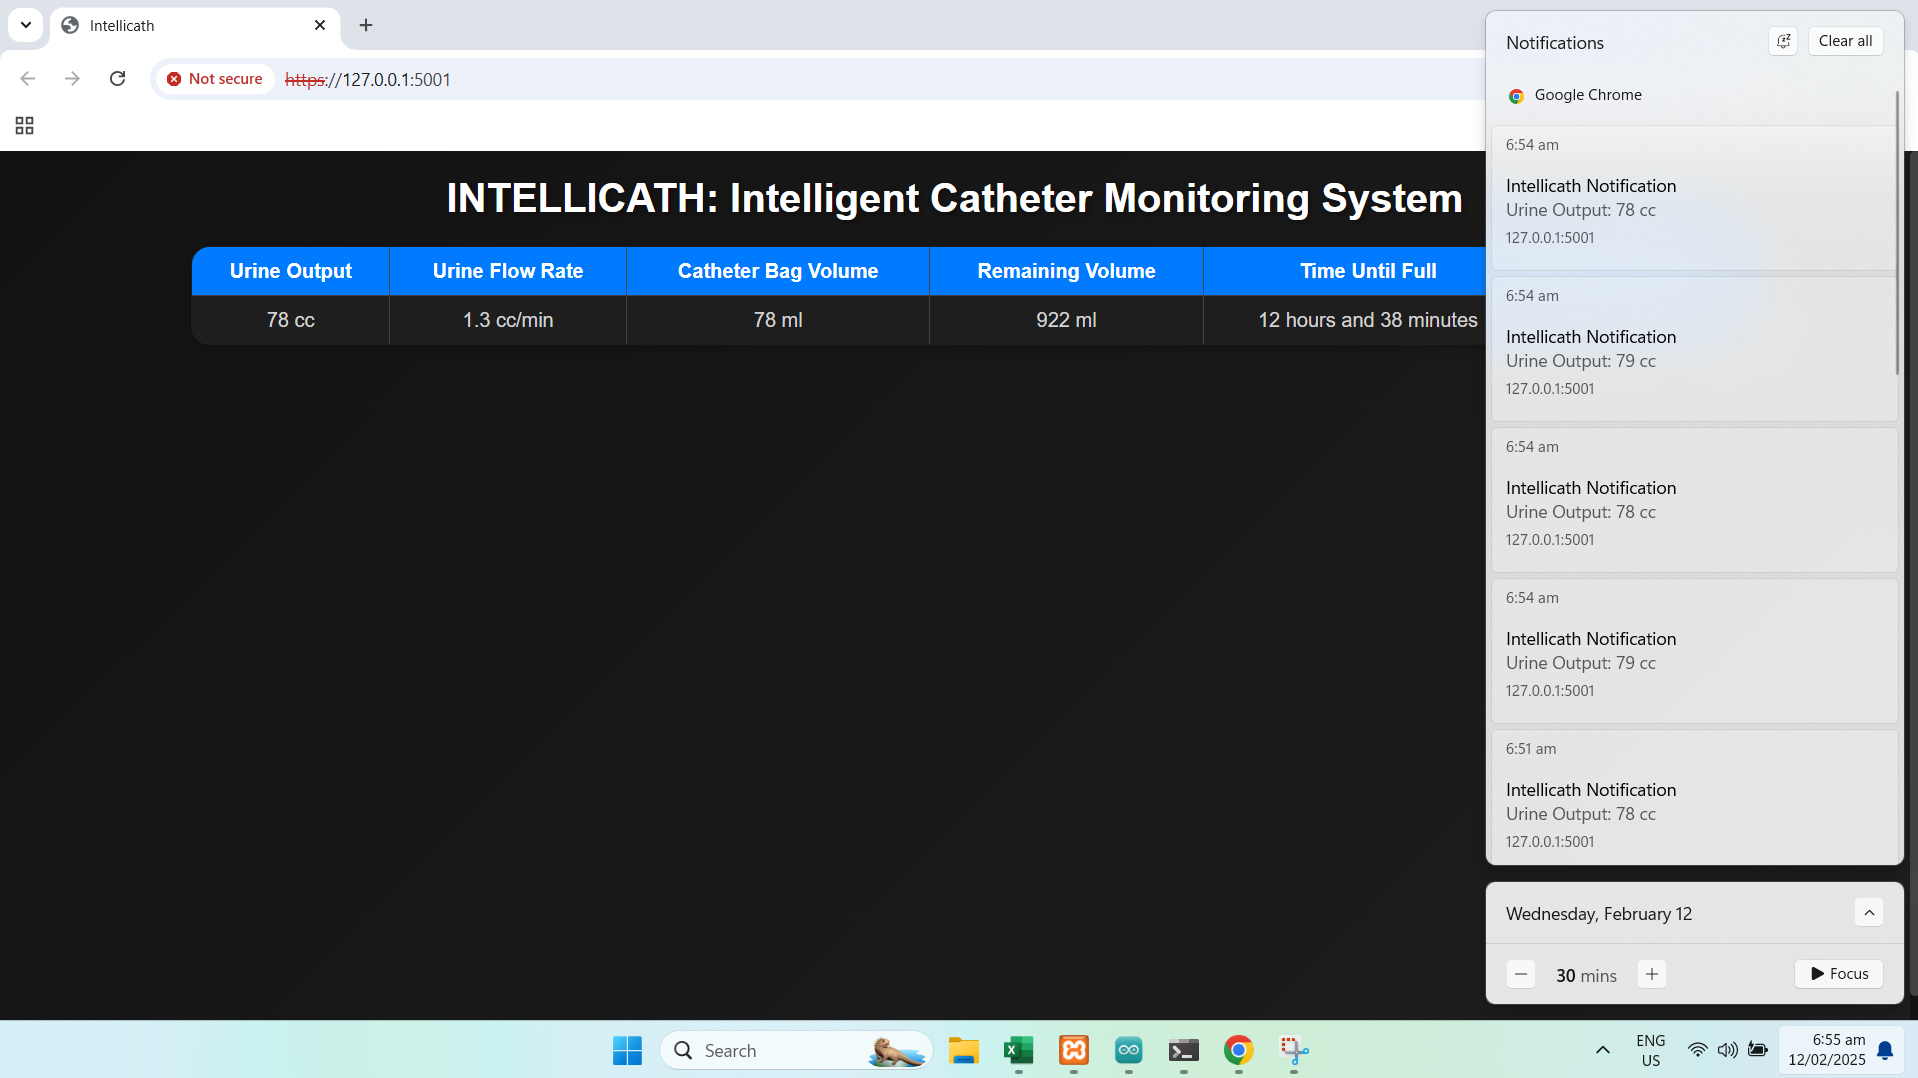 Intellicath
Not secure
https://127.0.0.1:5001
INTELLICATH: Intelligent Catheter Monitoring System
Urine Output Urine Flow Rate Catheter Bag Volume Remaining Volume Time Until Full
78 cc 1.3 cc/min 78 ml 922 ml 12 hours and 38 minutes
Notifications
Clear all
Google Chrome
6:54 am
Intellicath Notification
Urine Output: 78 cc
127.0.0.1:5001
6:54 am
Intellicath Notification
Urine Output: 79 cc
127.0.0.1:5001
6:54 am
Intellicath Notification
Urine Output: 78 cc
127.0.0.1:5001
6:54 am
Intellicath Notification
Urine Output: 79 cc
127.0.0.1:5001
6:51 am
Intellicath Notification
Urine Output: 78 cc
127.0.0.1:5001
Wednesday, February 12
30 mins
Focus
Search
ENG
US
6:55 am
12/02/2025